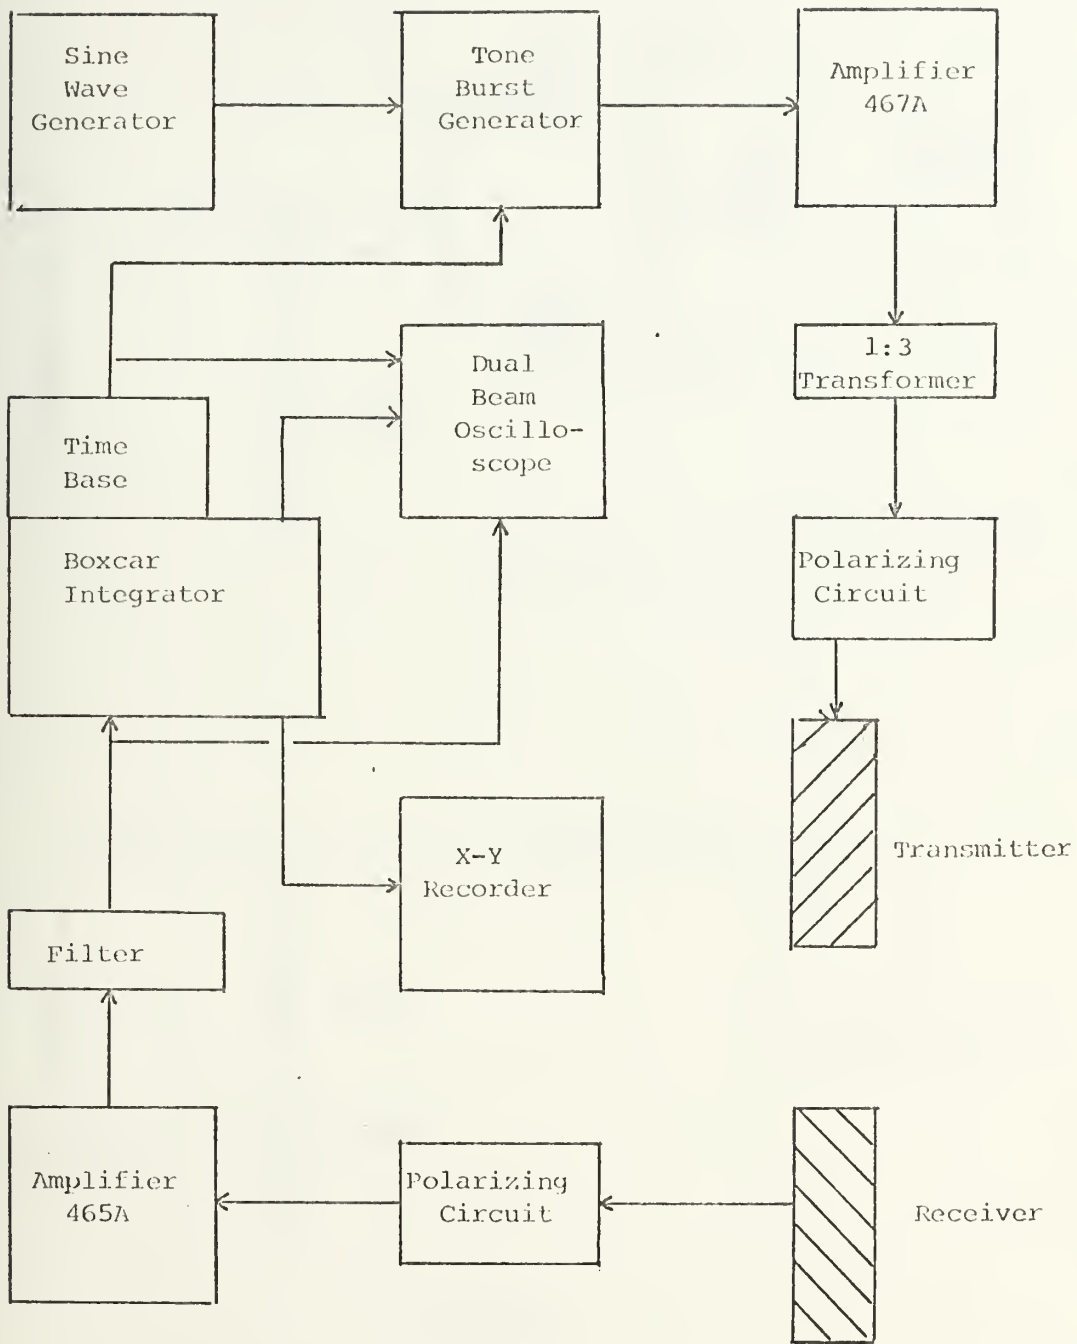 Sine
Wave
Generator
Tone
Burst
Generator
Amplifier
467A
1:3
Transformer
Dual
Beam
Oscillo-
scope
Time
Base
Boxcar
Integrator
Polarizing
Circuit
X-Y
Recorder
Transmitter
Filter
Amplifier
465A
Polarizing
Circuit
Receiver